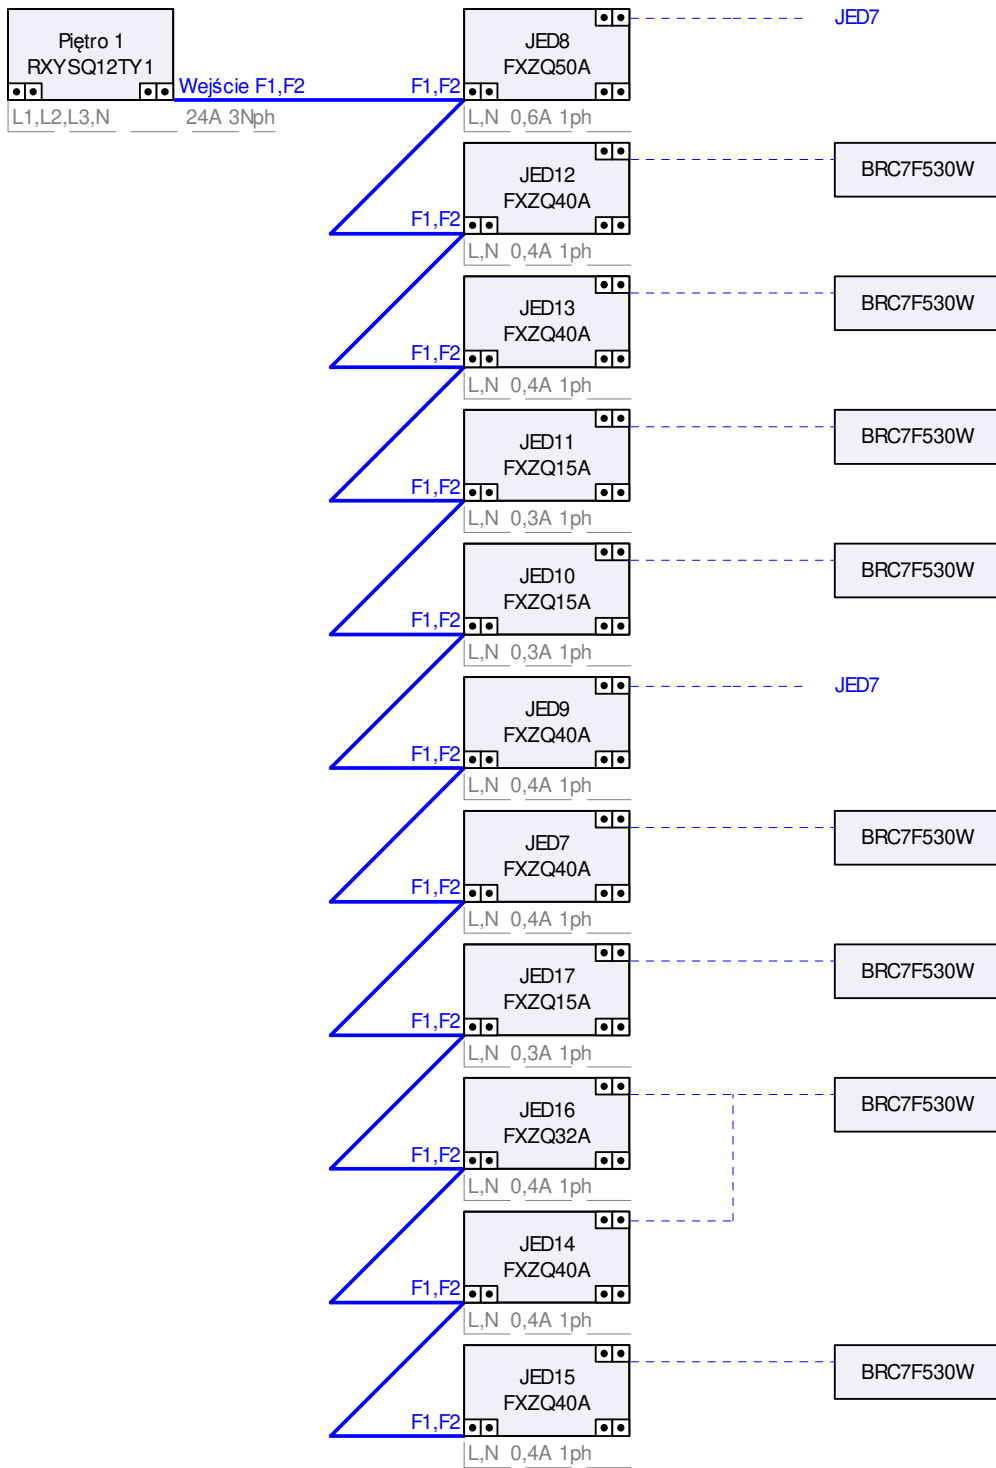 Piętro 1
RXYSQ12TY1
Wejście F1,F2
L1,L2,L3,N 24A 3Nph
JED8
FXZQ50A
F1,F2
L,N 0,6A 1ph
JED7
JED12
FXZQ40A
F1,F2
L,N 0,4A 1ph
BRC7F530W
JED13
FXZQ40A
F1,F2
L,N 0,4A 1ph
BRC7F530W
JED11
FXZQ15A
F1,F2
L,N 0,3A 1ph
BRC7F530W
JED10
FXZQ15A
F1,F2
L,N 0,3A 1ph
BRC7F530W
JED9
FXZQ40A
F1,F2
L,N 0,4A 1ph
JED7
JED7
FXZQ40A
F1,F2
L,N 0,4A 1ph
BRC7F530W
JED17
FXZQ15A
F1,F2
L,N 0,3A 1ph
BRC7F530W
JED16
FXZQ32A
F1,F2
L,N 0,4A 1ph
BRC7F530W
JED14
FXZQ40A
F1,F2
L,N 0,4A 1ph
JED15
FXZQ40A
F1,F2
L,N 0,4A 1ph
BRC7F530W